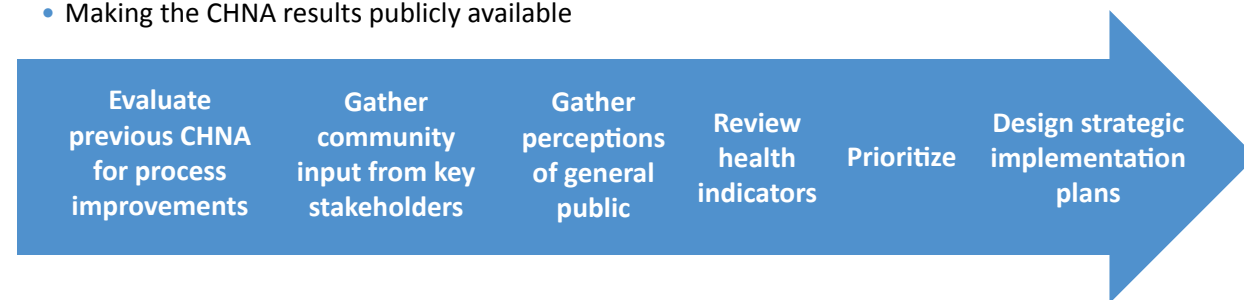 • Making the CHNA results publicly available
Evaluate
previous CHNA
for process
improvements
Gather
community
input from key
stakeholders
Gather
perceptions
of general
public
Review
health
indicators
Prioritize
Design strategic
implementation
plans